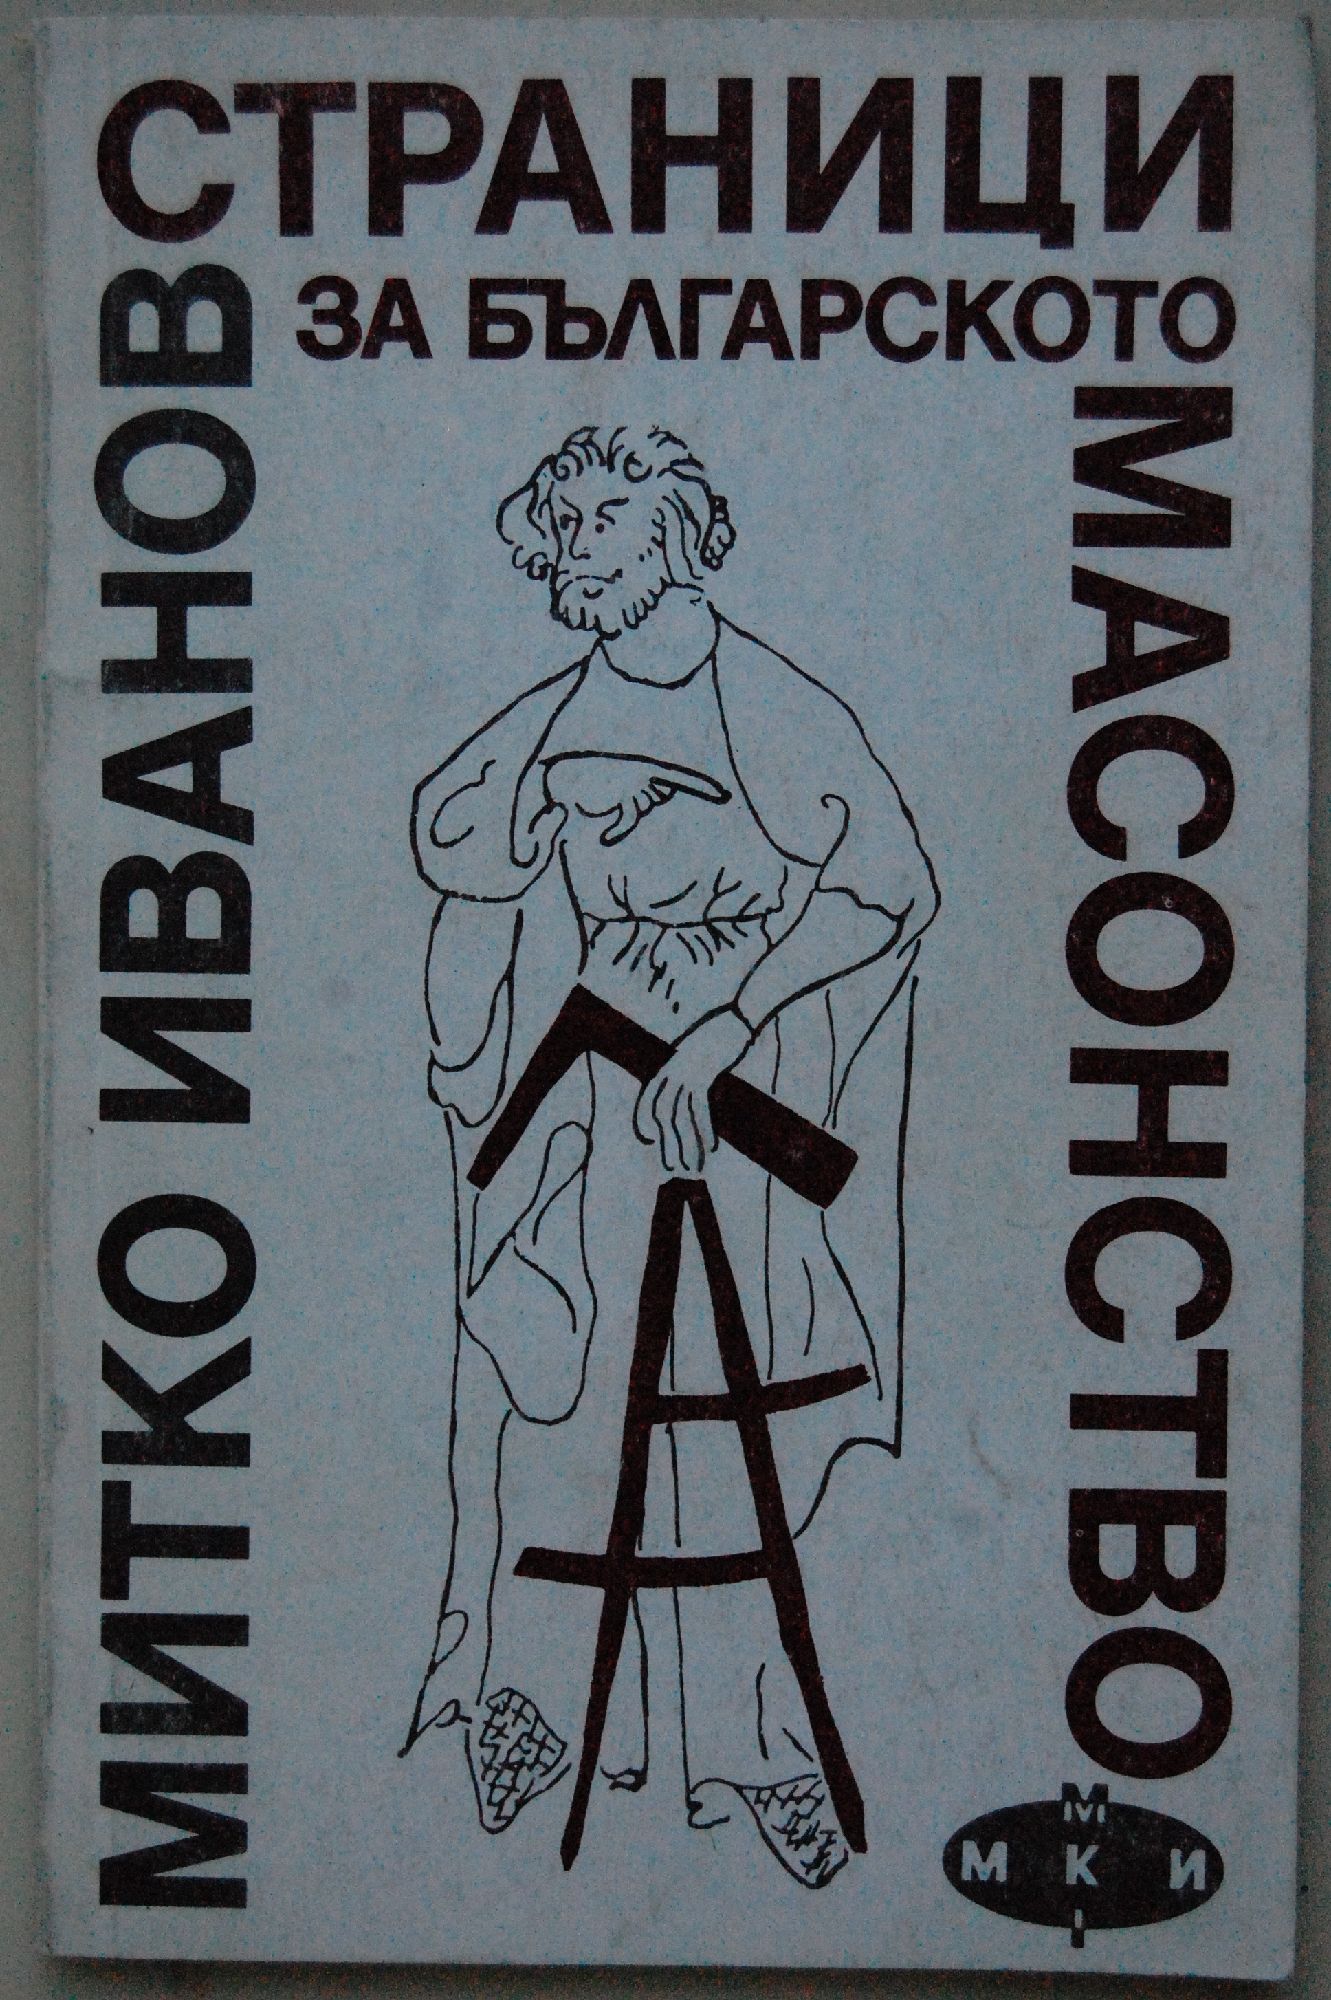 МИТКО ИВАНОВ
СТРАНИЦИ
ЗА БЪЛГАРСКОТО
МАСОНСТВО
М
М К И